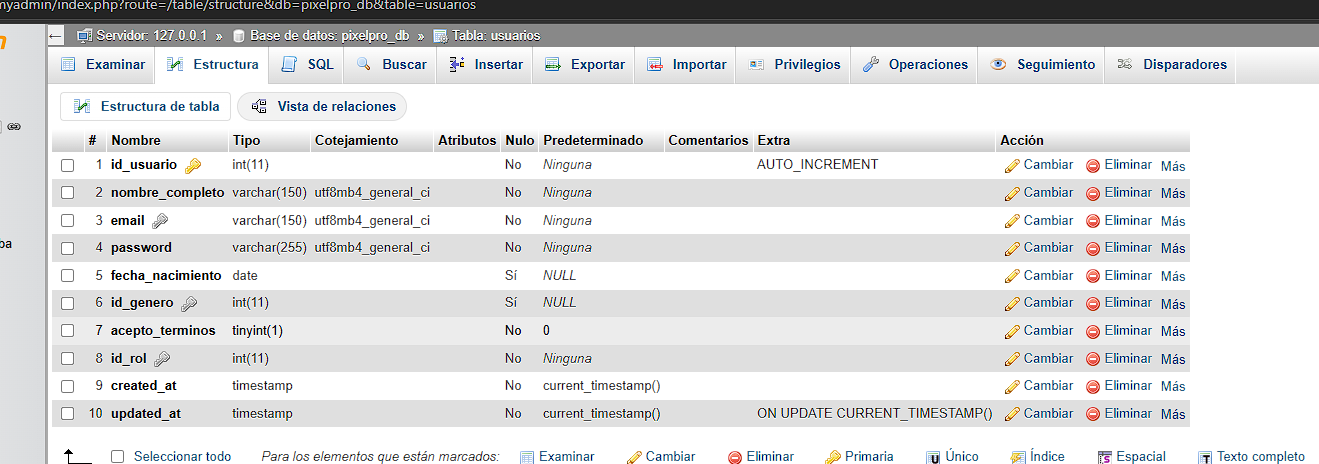 myadmin/index.php?route=/table/structure&db=pixelpro_db&table=usuarios
← Servidor: 127.0.0.1 » Base de datos: pixelpro_db » Tabla: usuarios
Examinar Estructura SQL Buscar Insertar Exportar Importar Privilegios Operaciones Seguimiento Disparadores
Estructura de tabla Vista de relaciones
# Nombre Tipo Cotejamiento Atributos Nulo Predeterminado Comentarios Extra Acción
1 id_usuario int(11) No Ninguna AUTO_INCREMENT Cambiar Eliminar Más
2 nombre_completo varchar(150) utf8mb4_general_ci No Ninguna Cambiar Eliminar Más
3 email varchar(150) utf8mb4_general_ci No Ninguna Cambiar Eliminar Más
4 password varchar(255) utf8mb4_general_ci No Ninguna Cambiar Eliminar Más
5 fecha_nacimiento date Sí NULL Cambiar Eliminar Más
6 id_genero int(11) Sí NULL Cambiar Eliminar Más
7 acepto_terminos tinyint(1) No 0 Cambiar Eliminar Más
8 id_rol int(11) No Ninguna Cambiar Eliminar Más
9 created_at timestamp No current_timestamp() Cambiar Eliminar Más
10 updated_at timestamp No current_timestamp() ON UPDATE CURRENT_TIMESTAMP() Cambiar Eliminar Más
Seleccionar todo Para los elementos que están marcados: Examinar Cambiar Eliminar Primaria Único Índice Espacial Texto completo
ba